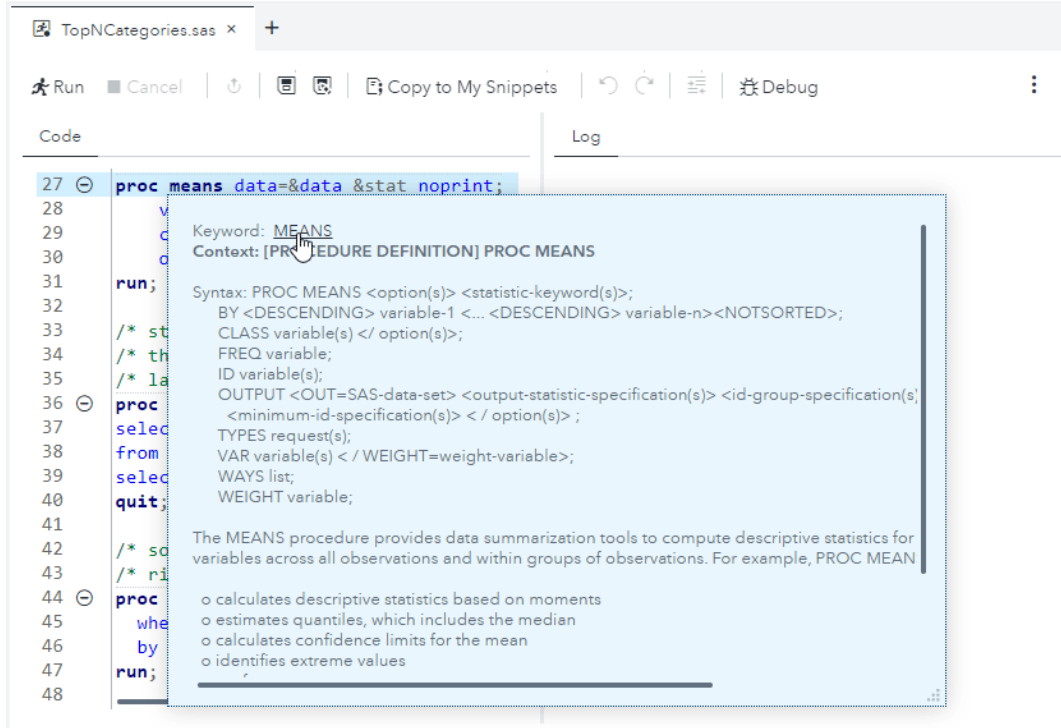 TopNCategories.sas × +
Run Cancel Copy to My Snippets Debug
Code Log
27 proc means data=&data &stat noprint;
28 v
29 c
30 o
31 run;
32
33 /* st
34 /* th
35 /* la
36 proc
37 selec
38 from
39 selec
40 quit;
41
42 /* so
43 /* ri
44 proc
45 whe
46 by
47 run;
48
Keyword: MEANS
Context: [PROCEDURE DEFINITION] PROC MEANS
Syntax: PROC MEANS <option(s)> <statistic-keyword(s)>;
BY <DESCENDING> variable-1 <... <DESCENDING> variable-n><NOTSORTED>;
CLASS variable(s) </ option(s)>;
FREQ variable;
ID variable(s);
OUTPUT <OUT=SAS-data-set> <output-statistic-specification(s)> <id-group-specification(s)
<minimum-id-specification(s)> < / option(s)> ;
TYPES request(s);
VAR variable(s) < / WEIGHT=weight-variable>;
WAYS list;
WEIGHT variable;
The MEANS procedure provides data summarization tools to compute descriptive statistics for
variables across all observations and within groups of observations. For example, PROC MEAN
o calculates descriptive statistics based on moments
o estimates quantiles, which includes the median
o calculates confidence limits for the mean
o identifies extreme values